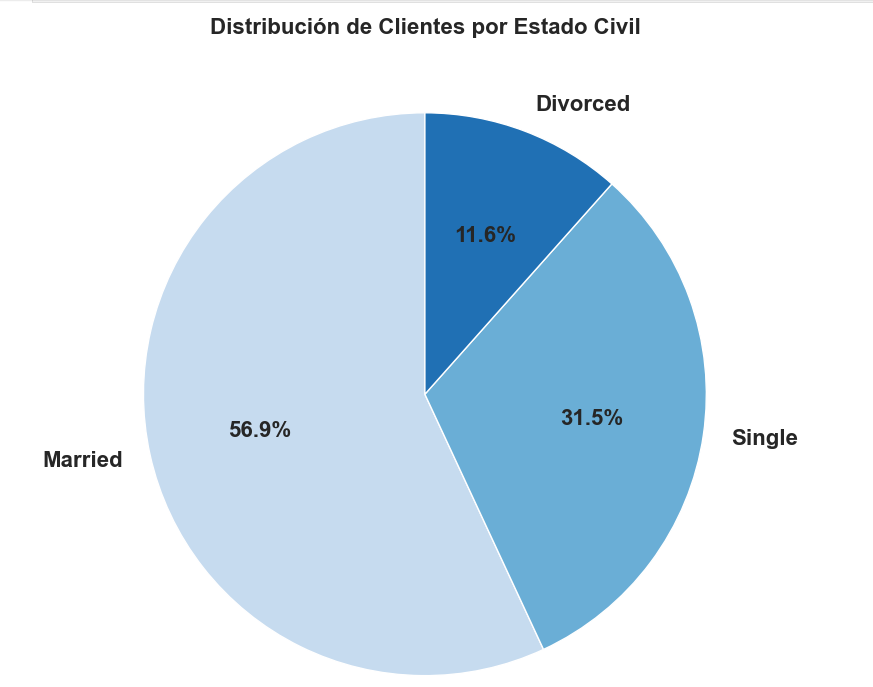 Distribución de Clientes por Estado Civil
Divorced
11.6%
31.5%
Single
56.9%
Married